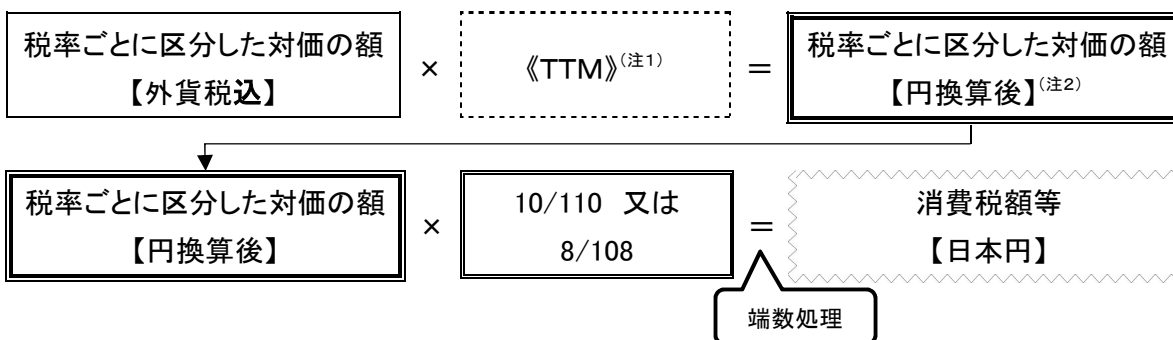 税率ごとに区分した対価の額
【外貨税込】
×
《TTM》(注1)
＝
税率ごとに区分した対価の額
【円換算後】(注2)
税率ごとに区分した対価の額
【円換算後】
×
10/110 又は
8/108
＝
消費税額等
【日本円】
端数処理